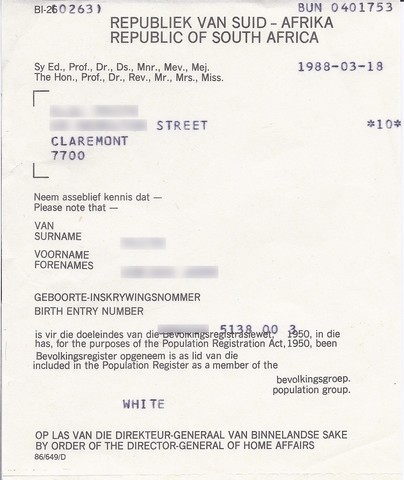 BI-260263) BUN 0401753
REPUBLIEK VAN SUID – AFRIKA
REPUBLIC OF SOUTH AFRICA
Sy Ed., Prof., Dr., Ds., Mnr., Mev., Mej.
The Hon., Prof., Dr., Rev., Mr., Mrs., Miss.
1988-03-18
STREET *10*
CLAREMONT
7700
Neem asseblief kennis dat —
Please note that —
VAN
SURNAME
VOORNAME
FORENAMES
GEBOORTE-INSKRYWINGSNOMMER
BIRTH ENTRY NUMBER
5138 00 3
is vir die doeleindes van die Bevolkingsregistrasiewet, 1950, in die
has, for the purposes of the Population Registration Act, 1950, been
Bevolkingsregister opgeneem is as lid van die
included in the Population Register as a member of the
bevolkingsgroep.
population group.
WHITE
OP LAS VAN DIE DIREKTEUR-GENERAAL VAN BINNELANDSE SAKE
BY ORDER OF THE DIRECTOR-GENERAL OF HOME AFFAIRS
86/649/D